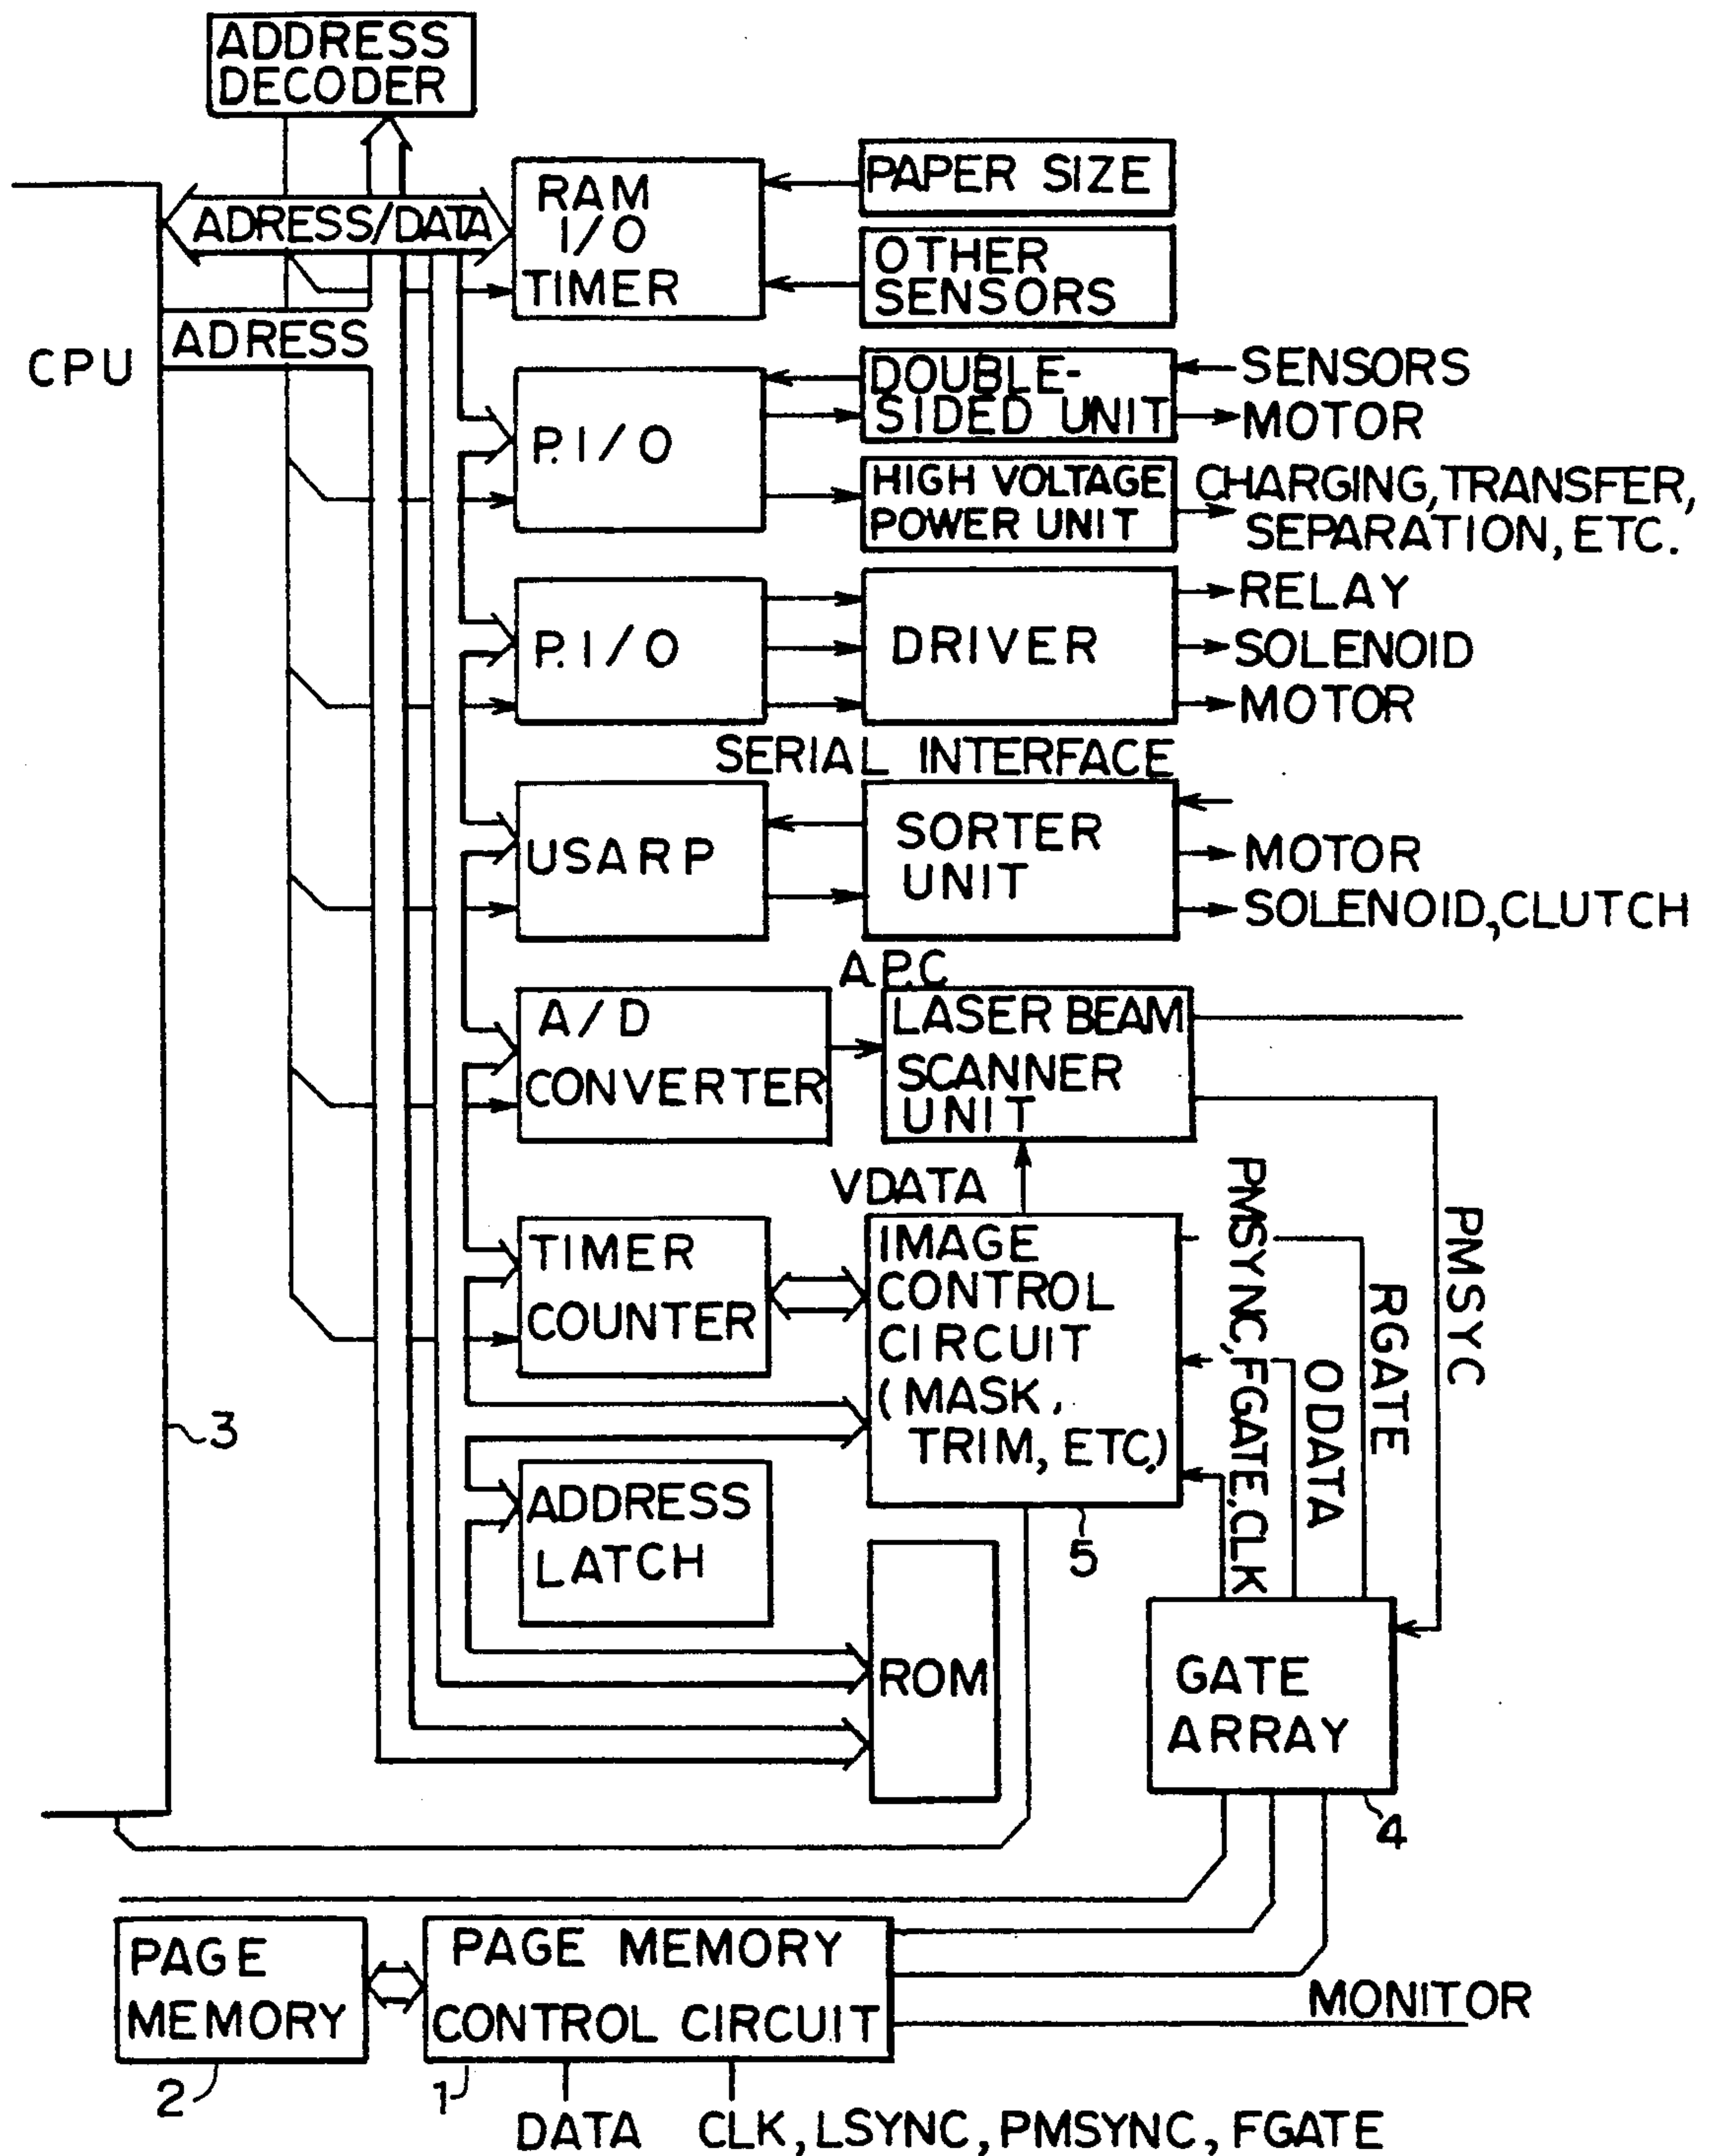 ADDRESS
DECODER
PAPER SIZE
RAM
I/O
TIMER
ADRESS/DATA
OTHER
SENSORS
ADRESS
CPU
P.I/O
DOUBLE-
SIDED UNIT
SENSORS
MOTOR
HIGH VOLTAGE
POWER UNIT
CHARGING, TRANSFER,
SEPARATION, ETC.
P.I/O
DRIVER
RELAY
SOLENOID
MOTOR
SERIAL INTERFACE
USARP
SORTER
UNIT
MOTOR
SOLENOID, CLUTCH
A.P.C
A/D
CONVERTER
LASER BEAM
SCANNER
UNIT
VDATA
TIMER
COUNTER
IMAGE
CONTROL
CIRCUIT
(MASK,
TRIM, ETC.)
PMSYNC, FGATE, CLK
ODATA
RGATE
PMSYC
3
ADDRESS
LATCH
5
ROM
GATE
ARRAY
4
PAGE
MEMORY
PAGE MEMORY
CONTROL CIRCUIT
MONITOR
2
1
DATA
CLK, LSYNC, PMSYNC, FGATE